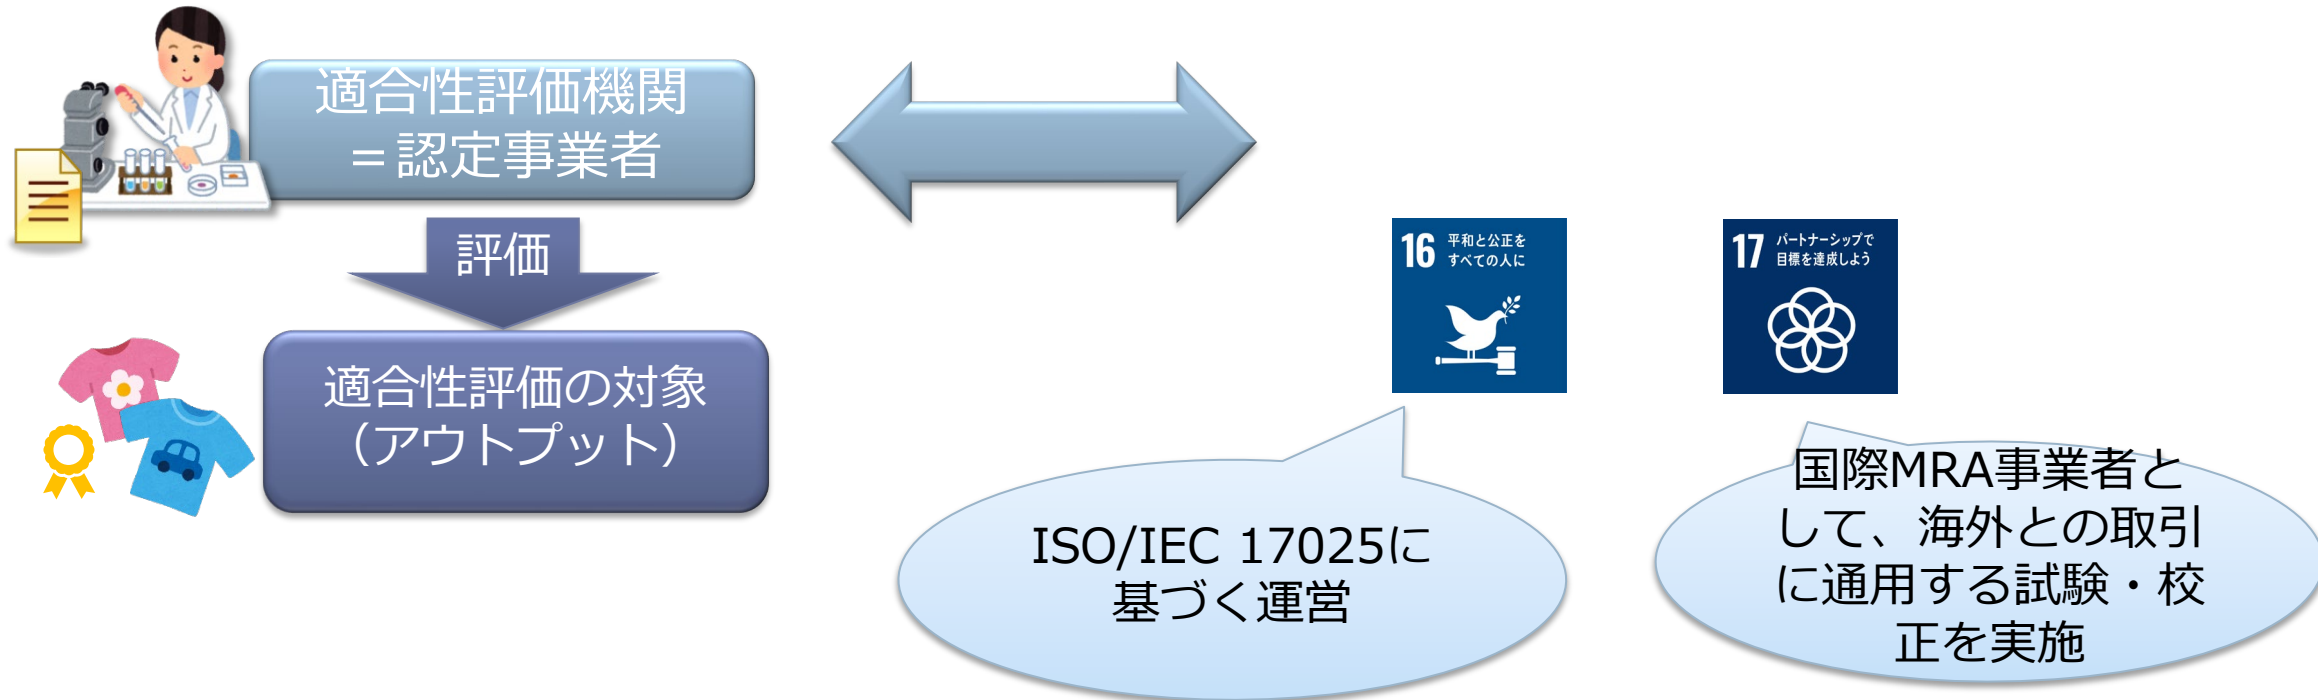 適合性評価機関
＝認定事業者
評価
適合性評価の対象
（アウトプット）
16 平和と公正を
すべての人に
17 パートナーシップで
目標を達成しよう
ISO/IEC 17025に
基づく運営
国際MRA事業者と
して、海外との取引
に通用する試験・校
正を実施